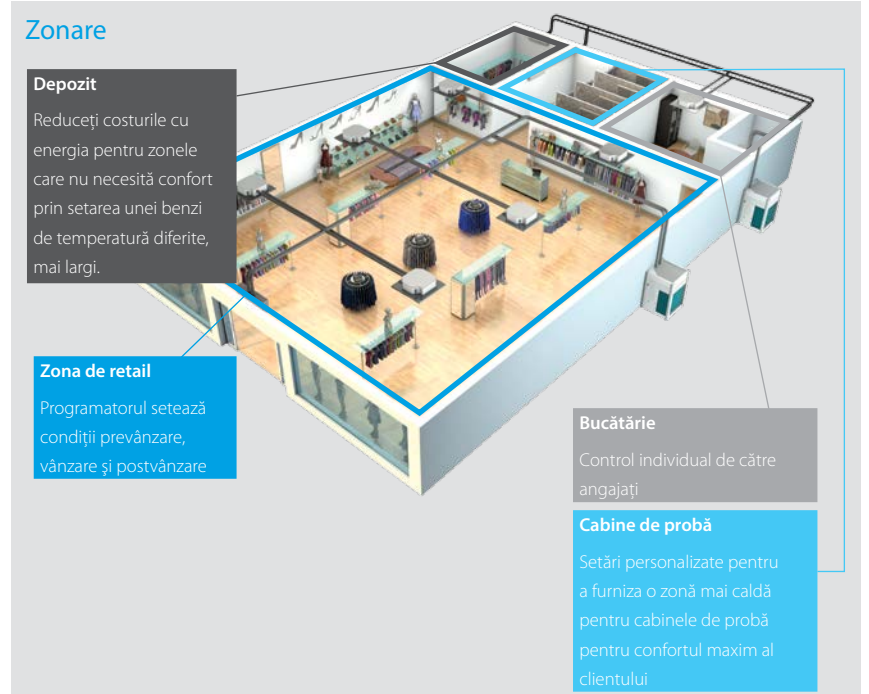 Zonare
Depozit
Reduceți costurile cu
energia pentru zonele
care nu necesită confort
prin setarea unei benzi
de temperatură diferite,
mai largi.
Zona de retail
Programatorul setează
condiții prevânzare,
vânzare și postvânzare
Bucătărie
Control individual de către
angajați
Cabine de probă
Setări personalizate pentru
a furniza o zonă mai caldă
pentru cabinele de probă
pentru confortul maxim al
clientului